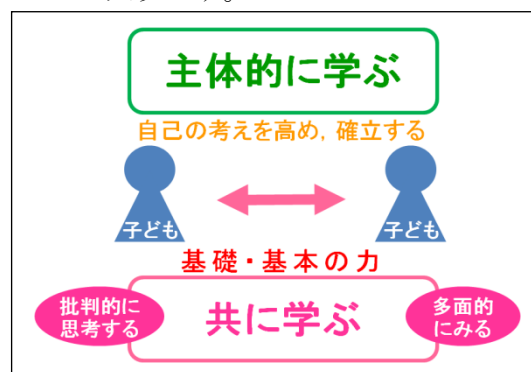 主体的に学ぶ
自己の考えを高め，確立する
子ども
子ども
基礎・基本の力
批判的に
思考する
共に学ぶ
多面的
にみる